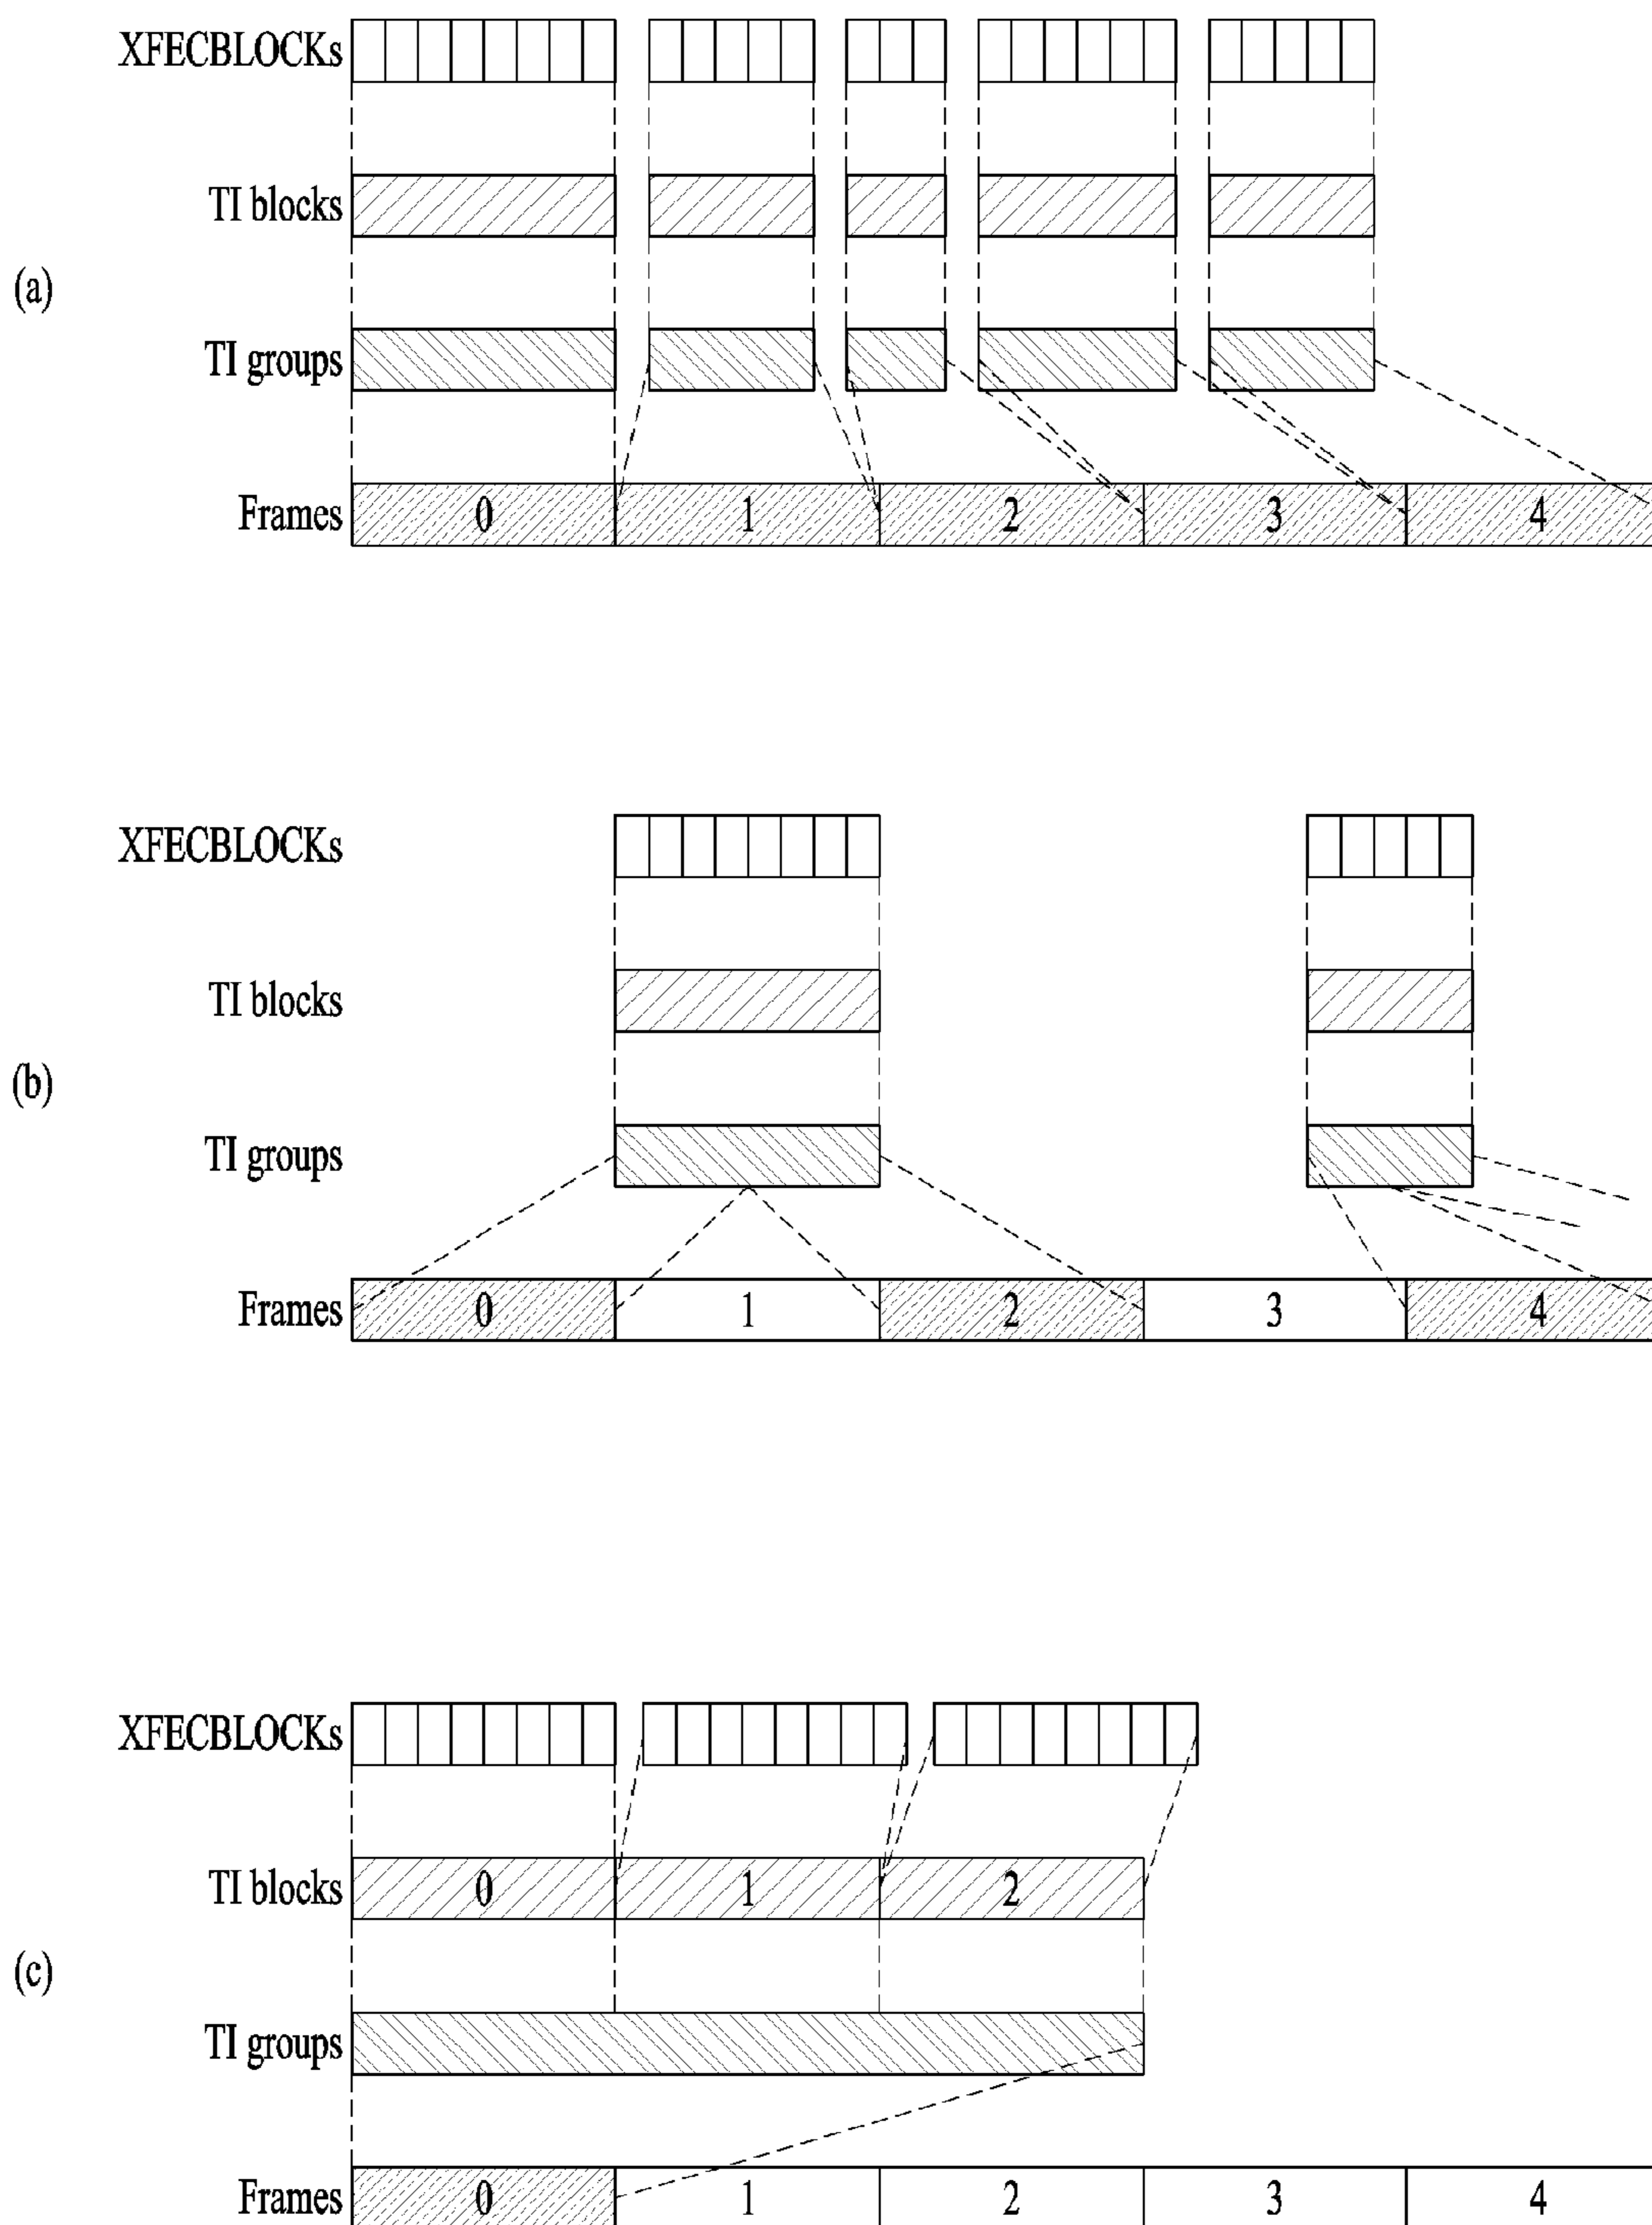 XFECBLOCKs
TI blocks
(a)
TI groups
Frames 0 1 2 3 4
XFECBLOCKs
TI blocks
(b)
TI groups
Frames 0 1 2 3 4
XFECBLOCKs
TI blocks 0 1 2
(c)
TI groups
Frames 0 1 2 3 4